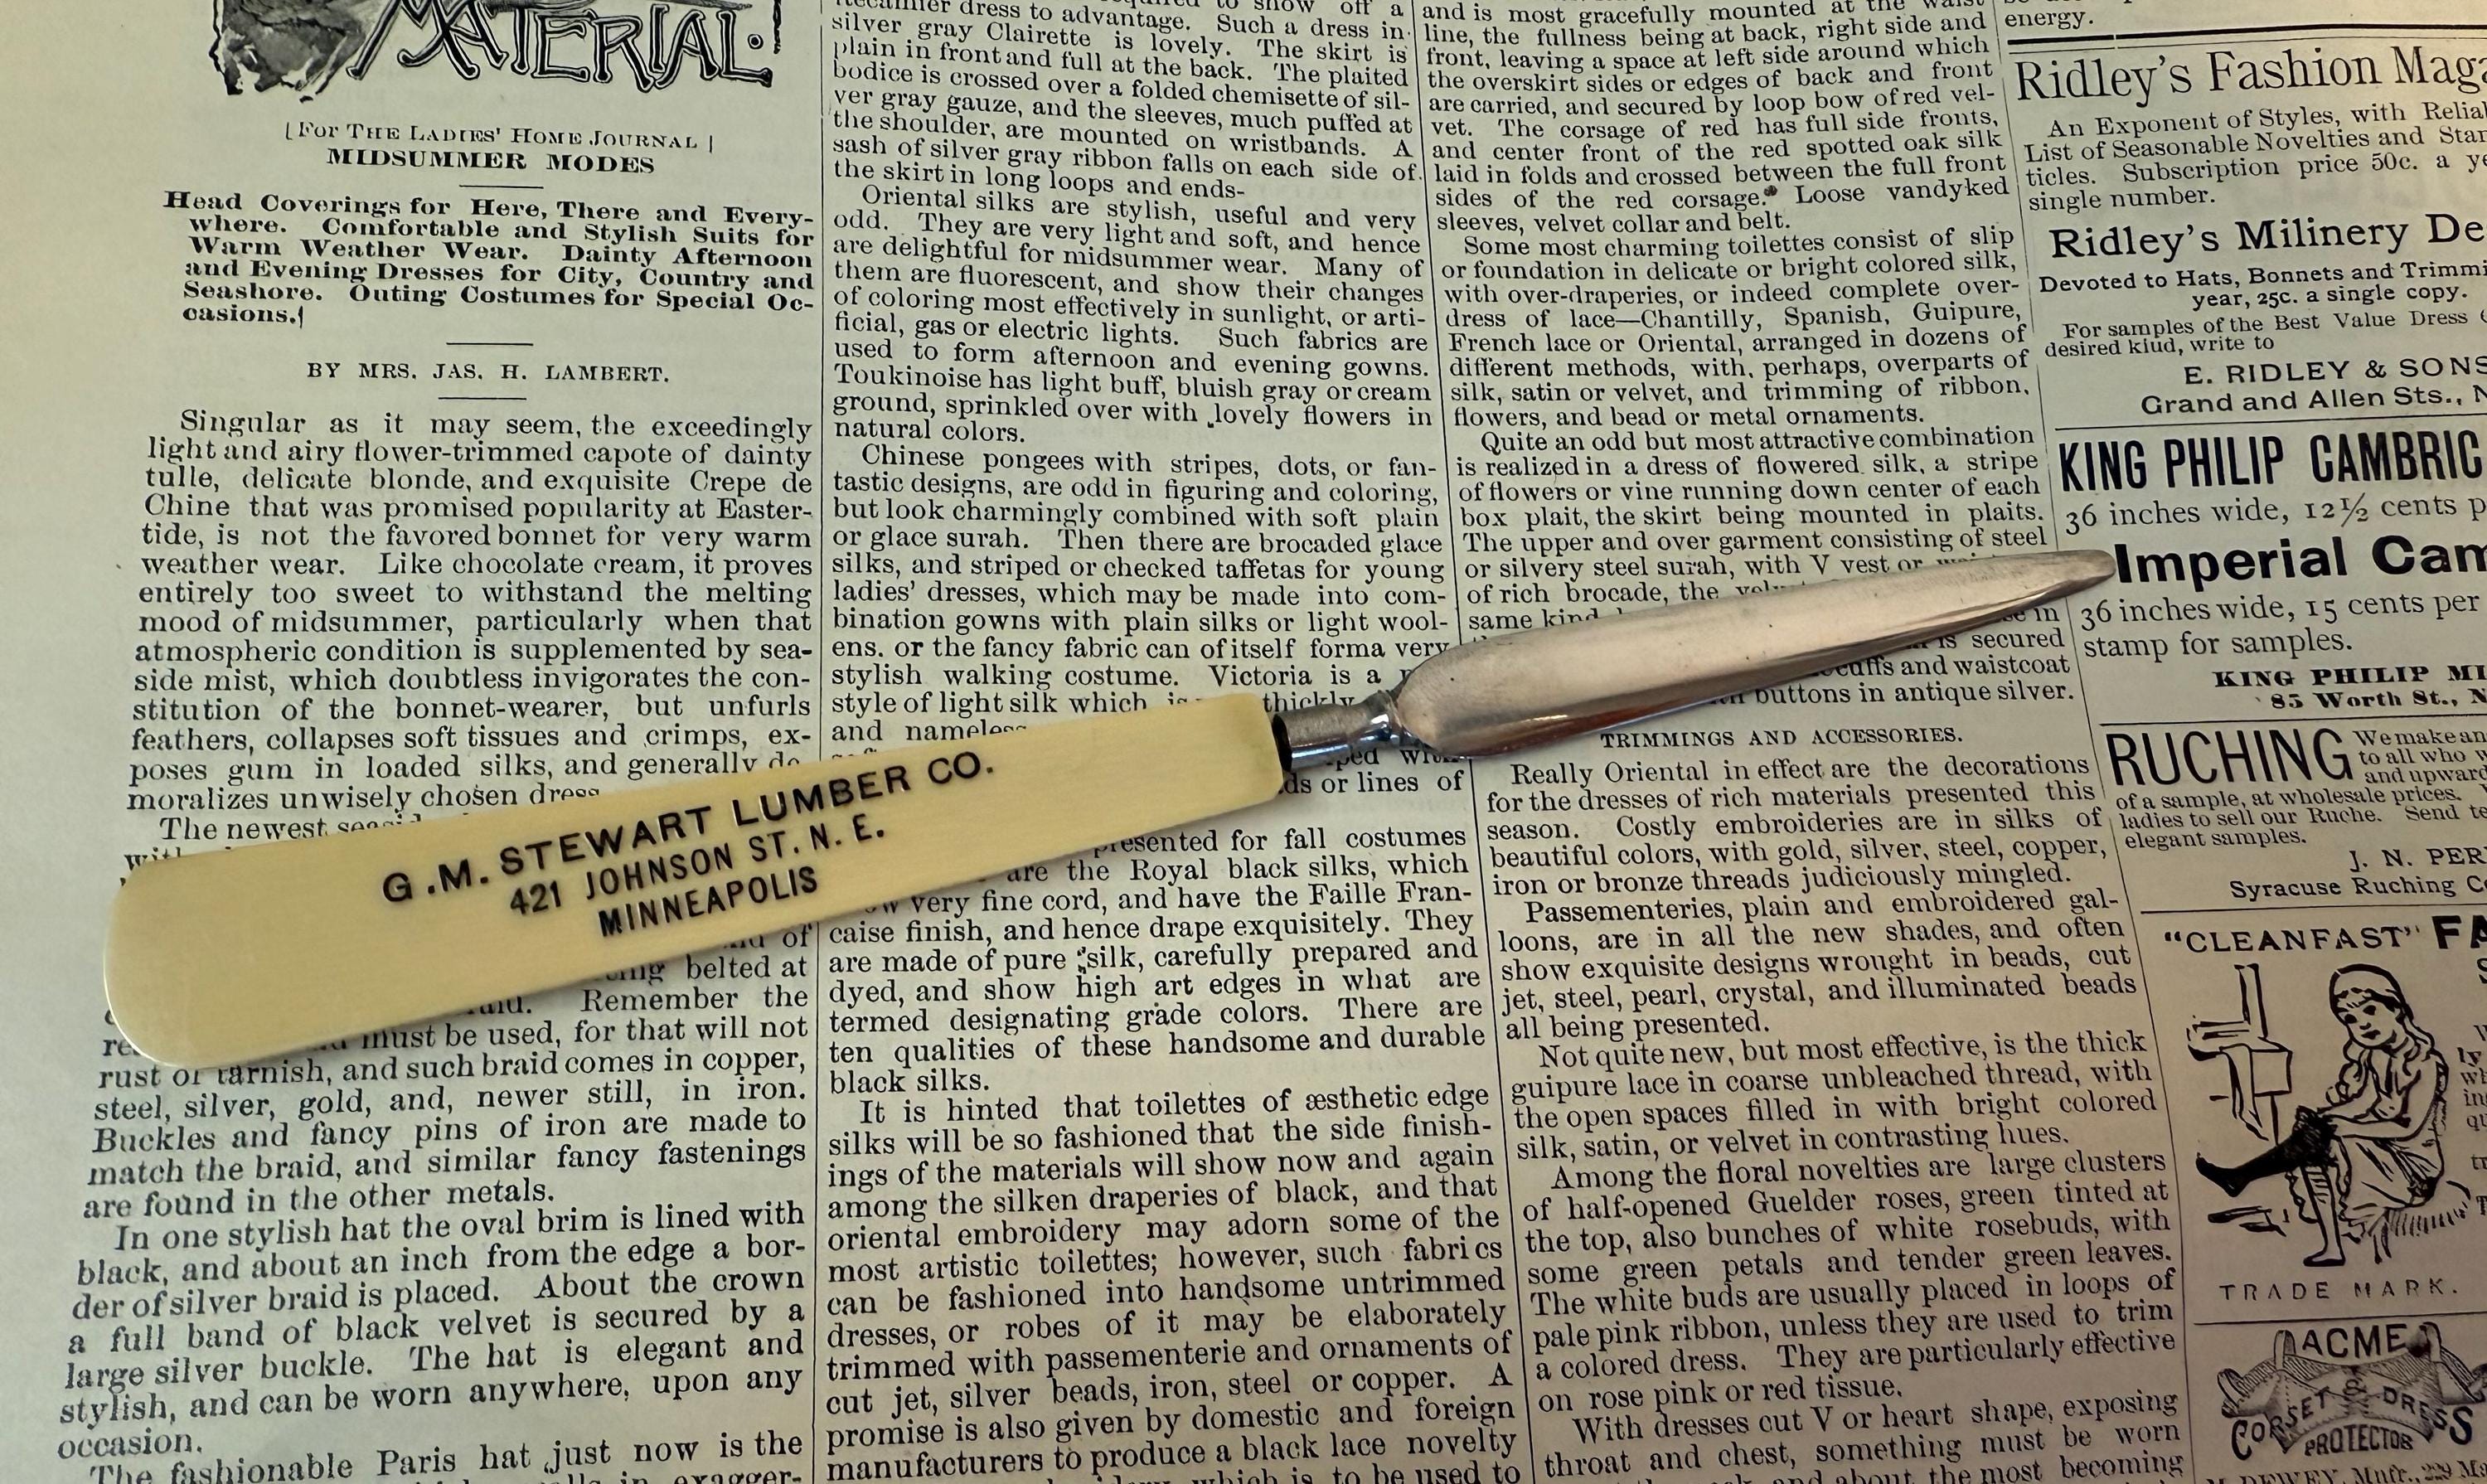 MATERIAL.
[For THE LADIES' HOME JOURNAL]
MIDSUMMER MODES
Head Coverings for Here, There and Every-
where. Comfortable and Stylish Suits for
Warm Weather Wear. Dainty Afternoon
and Evening Dresses for City, Country and
Seashore. Outing Costumes for Special Oc-
casions.]
BY MRS. JAS. H. LAMBERT.
Singular as it may seem, the exceedingly
light and airy flower-trimmed capote of dainty
tulle, delicate blonde, and exquisite Crepe de
Chine that was promised popularity at Easter-
tide, is not the favored bonnet for very warm
weather wear. Like chocolate cream, it proves
entirely too sweet to withstand the melting
mood of midsummer, particularly when that
atmospheric condition is supplemented by sea-
side mist, which doubtless invigorates the con-
stitution of the bonnet-wearer, but unfurls
feathers, collapses soft tissues and crimps, ex-
poses gum in loaded silks, and generally de-
moralizes unwisely chosen dress
The newest
G.M. STEWART LUMBER CO.
421 JOHNSON ST. N. E.
MINNEAPOLIS
of
belted at
Remember the
must be used, for that will not
rust or tarnish, and such braid comes in copper,
steel, silver, gold, and, newer still, in iron.
Buckles and fancy pins of iron are made to
match the braid, and similar fancy fastenings
are found in the other metals.
In one stylish hat the oval brim is lined with
black, and about an inch from the edge a bor-
der of silver braid is placed. About the crown
a full band of black velvet is secured by a
large silver buckle. The hat is elegant and
stylish, and can be worn anywhere, upon any
occasion.
The fashionable Paris hat just now is the
in exagger-
to show off a
dress to advantage. Such a dress in
silver gray Clairette is lovely. The skirt is
plain in front and full at the back. The plaited
bodice is crossed over a folded chemisette of sil-
ver gray gauze, and the sleeves, much puffed at
the shoulder, are mounted on wristbands. A
sash of silver gray ribbon falls on each side of
the skirt in long loops and ends-
Oriental silks are stylish, useful and very
odd. They are very light and soft, and hence
are delightful for midsummer wear. Many of
them are fluorescent, and show their changes
of coloring most effectively in sunlight, or arti-
ficial, gas or electric lights. Such fabrics are
used to form afternoon and evening gowns.
Toukinoise has light buff, bluish gray or cream
ground, sprinkled over with lovely flowers in
natural colors.
Chinese pongees with stripes, dots, or fan-
tastic designs, are odd in figuring and coloring,
but look charmingly combined with soft plain
or glace surah. Then there are brocaded glace
silks, and striped or checked taffetas for young
ladies' dresses, which may be made into com-
bination gowns with plain silks or light wool-
ens. or the fancy fabric can of itself form a very
stylish walking costume. Victoria is a
style of light silk which is thickly
and nameless
with
or lines of
presented for fall costumes
are the Royal black silks, which
very fine cord, and have the Faille Fran-
caise finish, and hence drape exquisitely. They
are made of pure silk, carefully prepared and
dyed, and show high art edges in what are
termed designating grade colors. There are
ten qualities of these handsome and durable
black silks.
It is hinted that toilettes of æsthetic edge
silks will be so fashioned that the side finish-
ings of the materials will show now and again
among the silken draperies of black, and that
oriental embroidery may adorn some of the
most artistic toilettes; however, such fabrics
can be fashioned into handsome untrimmed
dresses, or robes of it may be elaborately
trimmed with passementerie and ornaments of
cut jet, silver beads, iron, steel or copper. A
promise is also given by domestic and foreign
manufacturers to produce a black lace novelty
which is to be used to
and is most gracefully mounted at the waist
line, the fullness being at back, right side and
front, leaving a space at left side around which
the overskirt sides or edges of back and front
are carried, and secured by loop bow of red vel-
vet. The corsage of red has full side fronts,
and center front of the red spotted oak silk
laid in folds and crossed between the full front
sides of the red corsage. Loose vandyked
sleeves, velvet collar and belt.
Some most charming toilettes consist of slip
or foundation in delicate or bright colored silk,
with over-draperies, or indeed complete over-
dress of lace—Chantilly, Spanish, Guipure,
French lace or Oriental, arranged in dozens of
different methods, with, perhaps, overparts of
silk, satin or velvet, and trimming of ribbon,
flowers, and bead or metal ornaments.
Quite an odd but most attractive combination
is realized in a dress of flowered silk, a stripe
of flowers or vine running down center of each
box plait, the skirt being mounted in plaits.
The upper and over garment consisting of steel
or silvery steel surah, with V vest or
of rich brocade, the
same kind in
is secured
cuffs and waistcoat
buttons in antique silver.
TRIMMINGS AND ACCESSORIES.
Really Oriental in effect are the decorations
for the dresses of rich materials presented this
season. Costly embroideries are in silks of
beautiful colors, with gold, silver, steel, copper,
iron or bronze threads judiciously mingled.
Passementeries, plain and embroidered gal-
loons, are in all the new shades, and often
show exquisite designs wrought in beads, cut
jet, steel, pearl, crystal, and illuminated beads
all being presented.
Not quite new, but most effective, is the thick
guipure lace in coarse unbleached thread, with
the open spaces filled in with bright colored
silk, satin, or velvet in contrasting hues.
Among the floral novelties are large clusters
of half-opened Guelder roses, green tinted at
the top, also bunches of white rosebuds, with
some green petals and tender green leaves.
The white buds are usually placed in loops of
pale pink ribbon, unless they are used to trim
a colored dress. They are particularly effective
on rose pink or red tissue.
With dresses cut V or heart shape, exposing
throat and chest, something must be worn
and about the most becoming
energy.
Ridley's Fashion Maga
An Exponent of Styles, with Relia
List of Seasonable Novelties and Sta
ticles. Subscription price 50c. a ye
single number.
Ridley's Milinery De
Devoted to Hats, Bonnets and Trimmi
year, 25c. a single copy.
For samples of the Best Value Dress
desired kind, write to
E. RIDLEY & SONS
Grand and Allen Sts., N
KING PHILIP CAMBRIC
36 inches wide, 12½ cents p
Imperial Cam
36 inches wide, 15 cents per
stamp for samples.
KING PHILIP MI
85 Worth St., N
RUCHING
We make an
to all who w
and upward
of a sample, at wholesale prices.
ladies to sell our Ruche. Send te
elegant samples.
J. N. PER
Syracuse Ruching Co
"CLEANFAST" FA
TRADE MARK.
ACME
CORSET DRESS
PROTECTOR